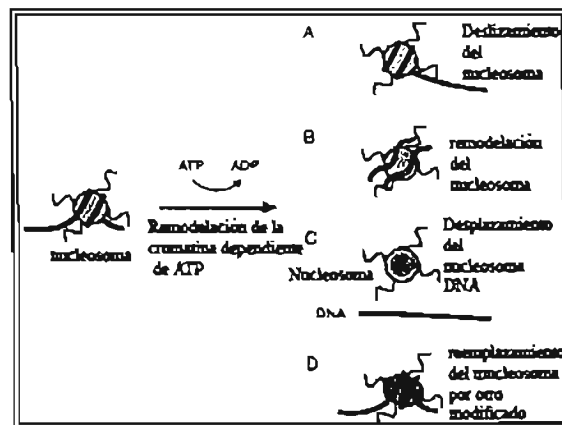 A
Deslizamiento
del
nucleosoma
B
remodelación
del
nucleosoma
ATP ADP
nucleosoma
Remodelación de la
cromatina dependiente
de ATP
C
Nucleosoma
Desplazamiento
del
nucleosoma
DNA
DNA
D
reemplazamiento
del nucleosoma
por otro
modificado